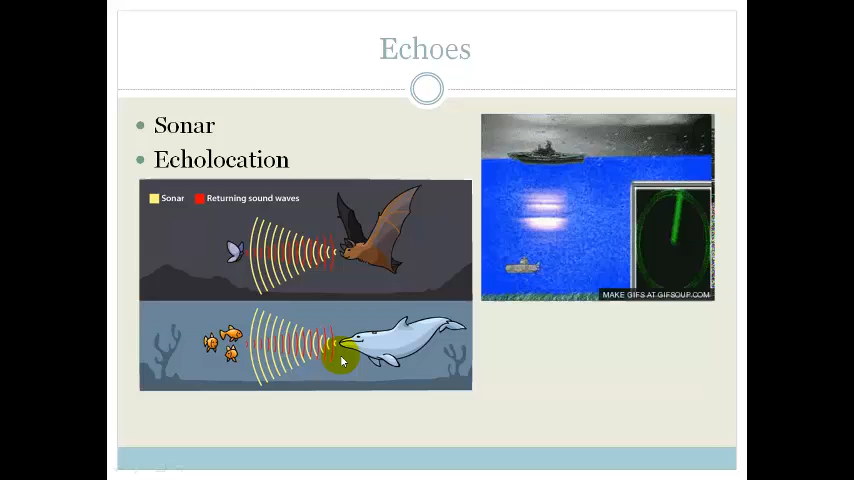 Echoes
Sonar
Echolocation
Sonar Returning sound waves
MAKE GIFS AT GIFSOUP.COM